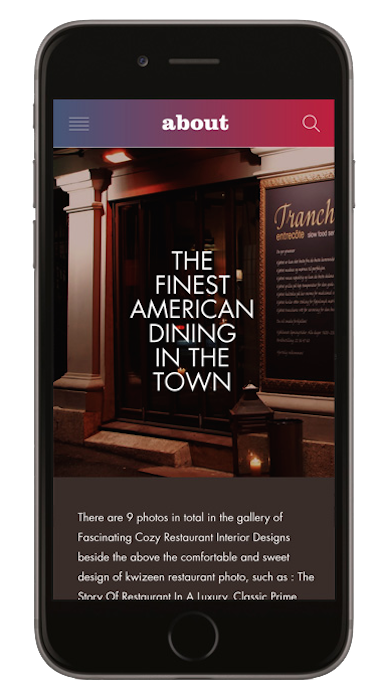 about
Tranch
entrecôte slow food ser
THE
FINEST
AMERICAN
DINING
IN THE
TOWN
There are 9 photos in total in the gallery of
Fascinating Cozy Restaurant Interior Designs
beside the above the comfortable and sweet
design of kwizeen restaurant photo, such as : The
Story Of Restaurant In A Luxury, Classic Prime